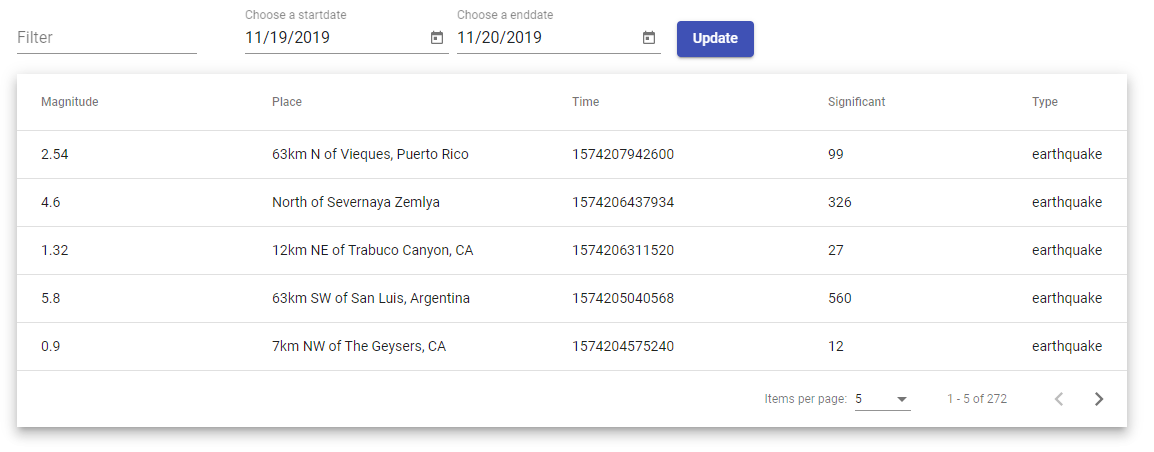 Choose a startdate Choose a enddate
Filter 11/19/2019 11/20/2019 Update
Magnitude Place Time Significant Type
2.54 63km N of Vieques, Puerto Rico 1574207942600 99 earthquake
4.6 North of Severnaya Zemlya 1574206437934 326 earthquake
1.32 12km NE of Trabuco Canyon, CA 1574206311520 27 earthquake
5.8 63km SW of San Luis, Argentina 1574205040568 560 earthquake
0.9 7km NW of The Geysers, CA 1574204575240 12 earthquake
Items per page: 5 1 - 5 of 272